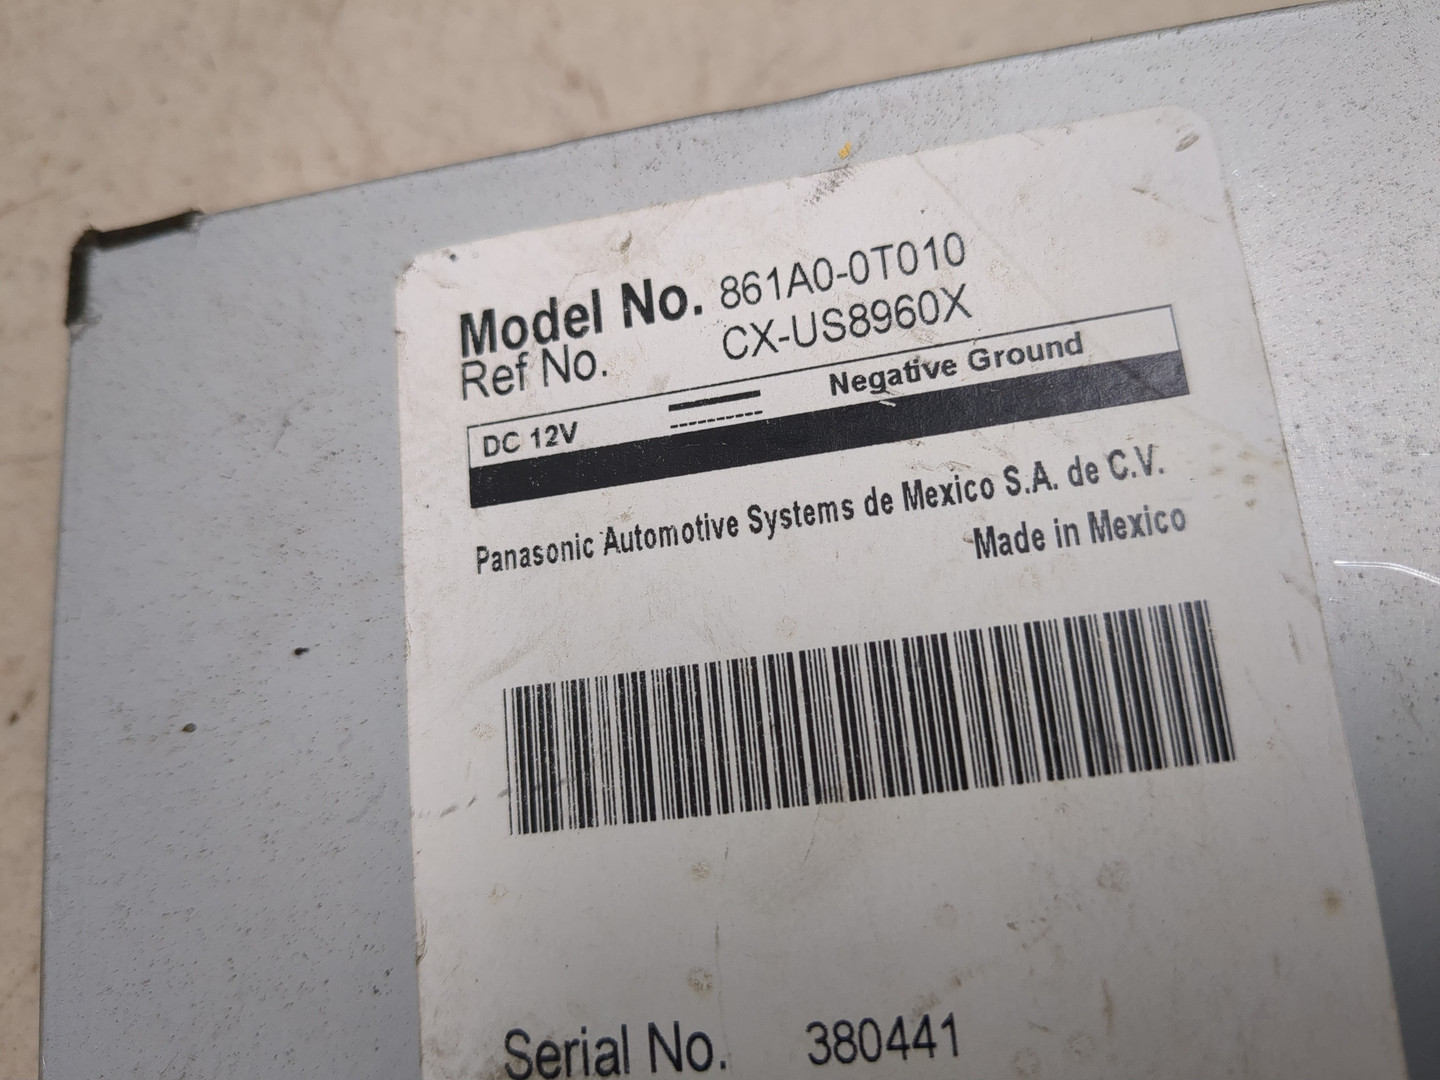 Model No. 861A0-0T010
Ref No. CX-US8960X
DC 12V Negative Ground
Panasonic Automotive Systems de Mexico S.A. de C.V.
Made in Mexico
Serial No. 380441